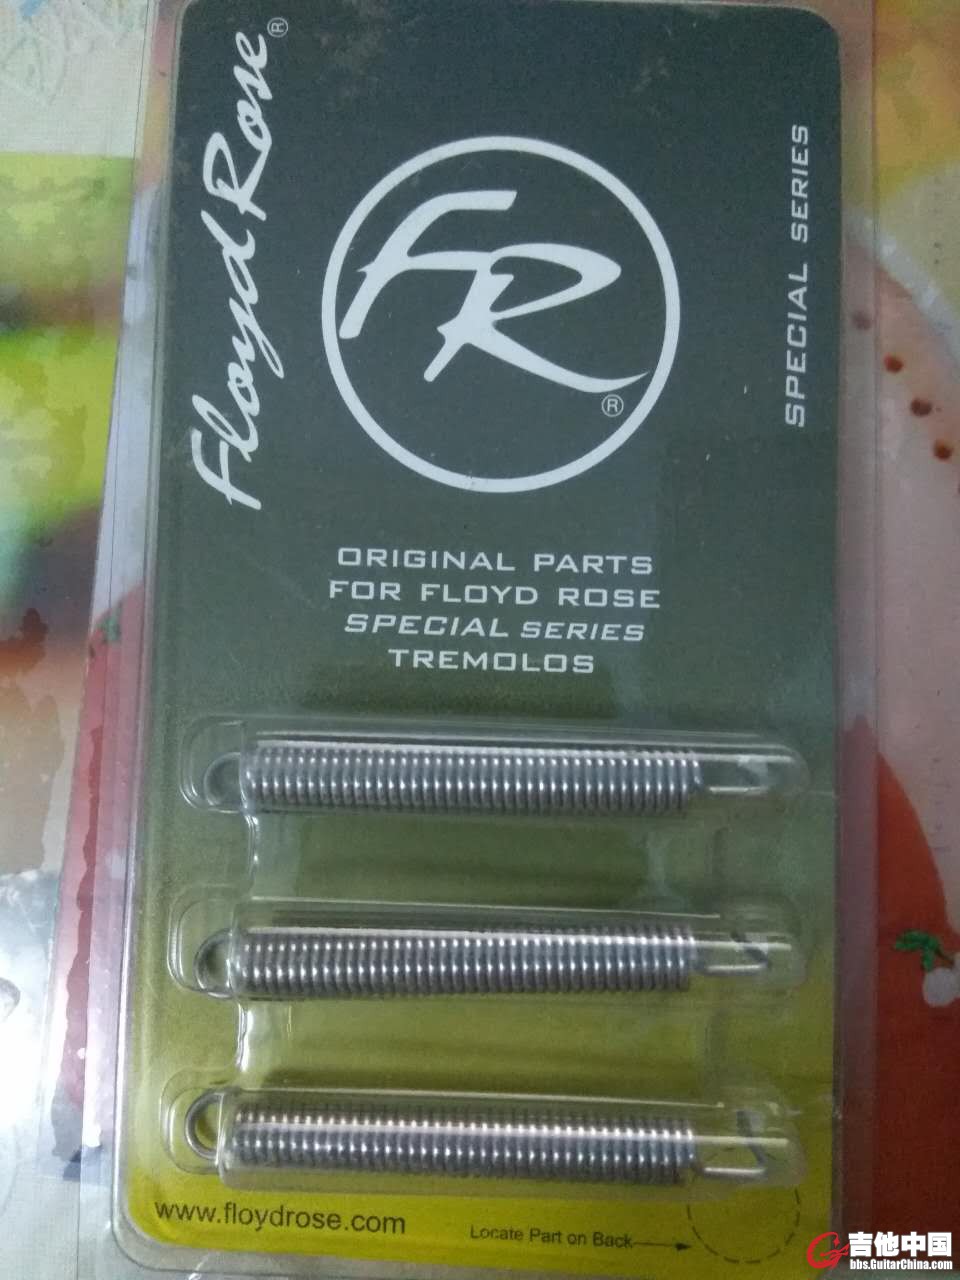 Floyd Rose®
FR®
SPECIAL SERIES
ORIGINAL PARTS
FOR FLOYD ROSE
SPECIAL SERIES
TREMOLOS
www.floydrose.com
Locate Part on Back
吉他中国
bbs.GuitarChina.com